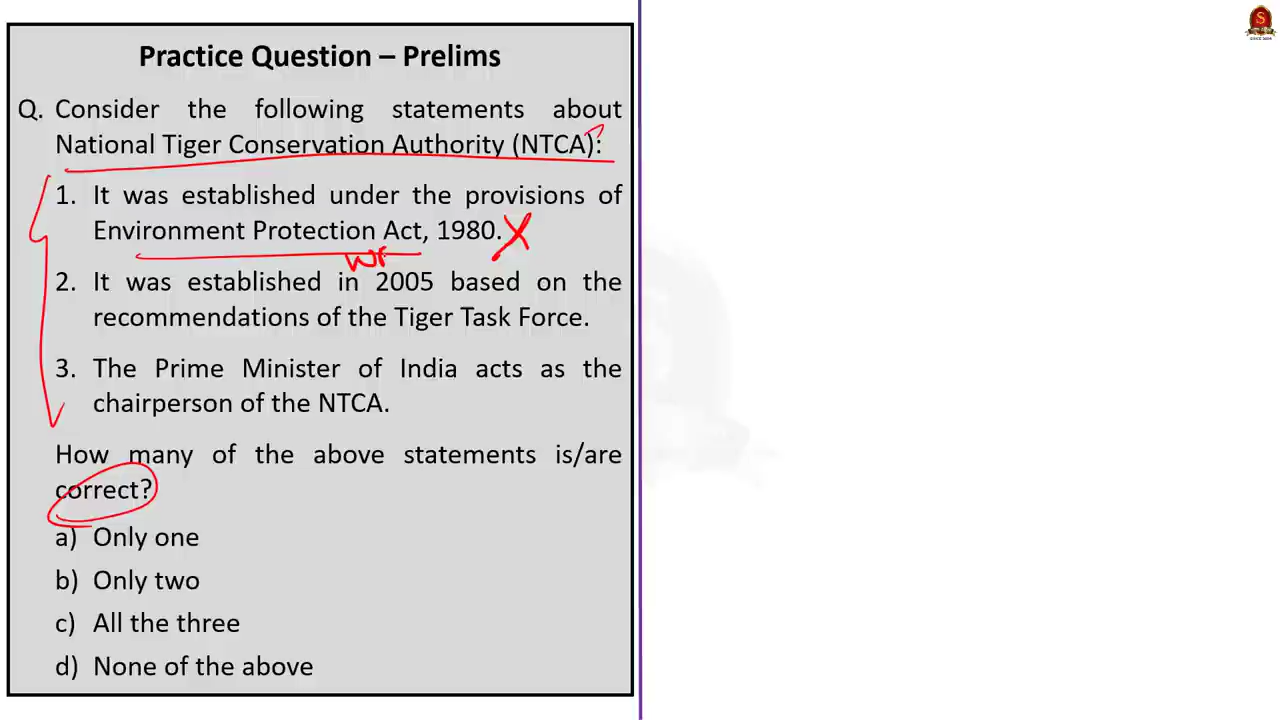 Practice Question – Prelims
Q. Consider the following statements about
National Tiger Conservation Authority (NTCA):
1. It was established under the provisions of
Environment Protection Act, 1980.
2. It was established in 2005 based on the
recommendations of the Tiger Task Force.
3. The Prime Minister of India acts as the
chairperson of the NTCA.
How many of the above statements is/are
correct?
a) Only one
b) Only two
c) All the three
d) None of the above